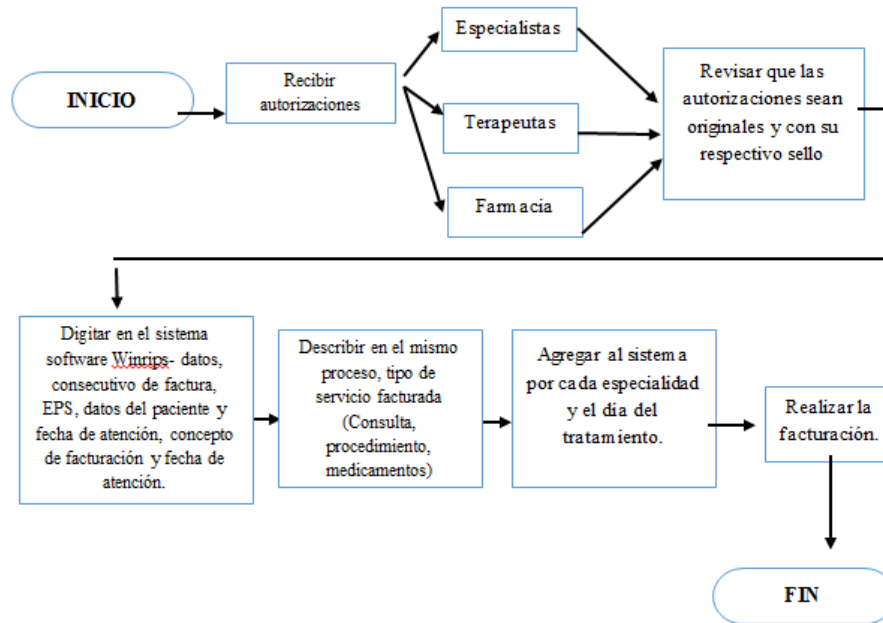 INICIO
Recibir
autorizaciones
Especialistas
Terapeutas
Farmacia
Revisar que las
autorizaciones sean
originales y con su
respectivo sello
Digitar en el sistema
software Winrips- datos,
consecutivo de factura,
EPS, datos del paciente y
fecha de atención, concepto
de facturación y fecha de
atención.
Describir en el mismo
proceso, tipo de
servicio facturada
(Consulta,
procedimiento,
medicamentos)
Agregar al sistema
por cada especialidad
y el día del
tratamiento.
Realizar la
facturación.
FIN